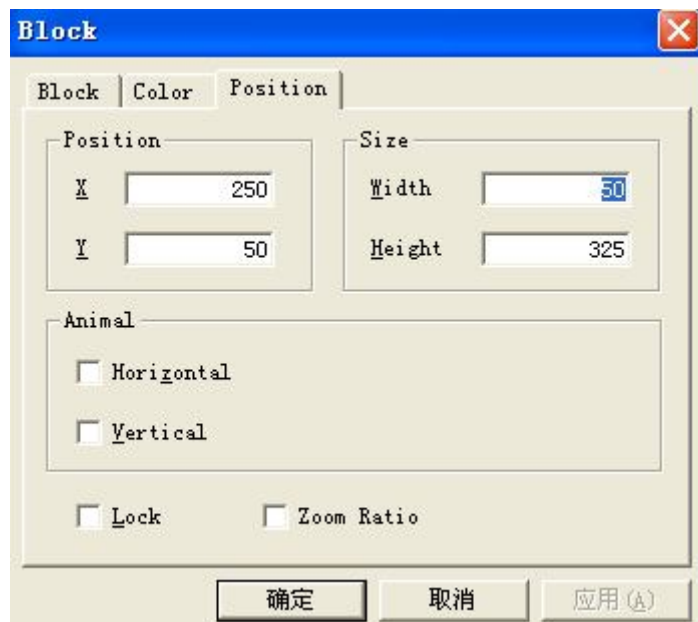 Block
Block Color Position
Position Size
X 250 Width 50
Y 50 Height 325
Animal
Horizontal
Vertical
Lock Zoom Ratio
确定 取消 应用(A)